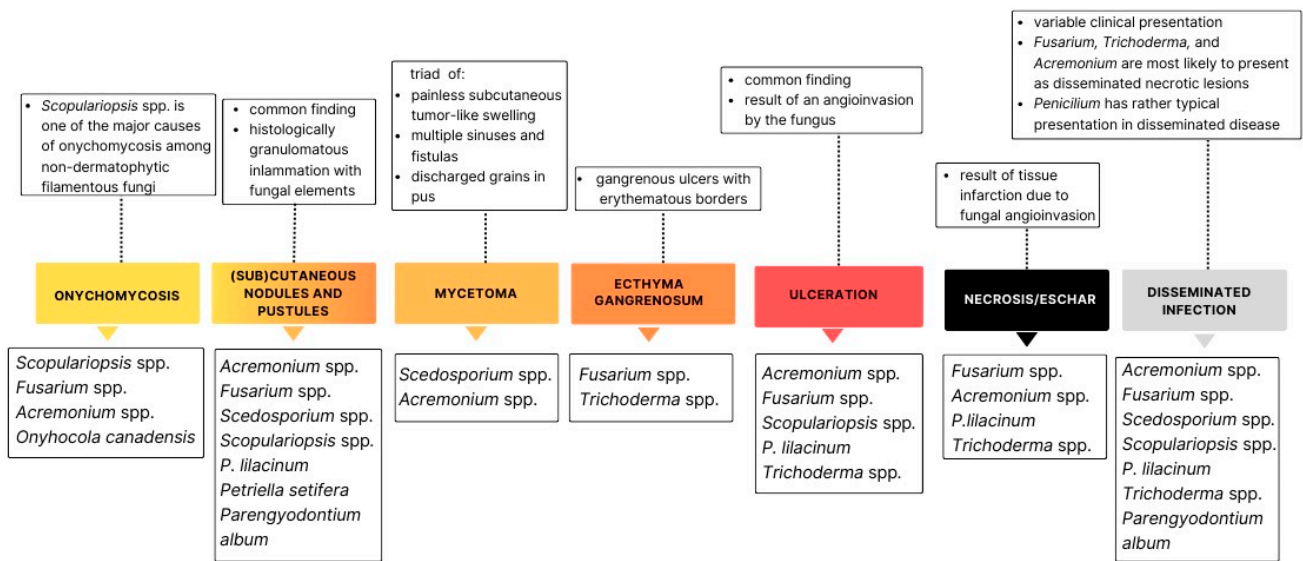 • Scopulariopsis spp. is
one of the major causes
of onychomycosis among
non-dermatophytic
filamentous fungi
• common finding
• histologically
granulomatous
inlammation with
fungal elements
triad of:
• painless subcutaneous
tumor-like swelling
• multiple sinuses and
fistulas
• discharged grains in
pus
• gangrenous ulcers with
erythematous borders
• common finding
• result of an angioinvasion
by the fungus
• result of tissue
infarction due to
fungal angioinvasion
• variable clinical presentation
• Fusarium, Trichoderma, and
Acremonium are most likely to present
as disseminated necrotic lesions
• Penicilium has rather typical
presentation in disseminated disease
ONYCHOMYCOSIS
(SUB)CUTANEOUS
NODULES AND
PUSTULES
MYCETOMA
ECTHYMA
GANGRENOSUM
ULCERATION
NECROSIS/ESCHAR
DISSEMINATED
INFECTION
Scopulariopsis spp.
Fusarium spp.
Acremonium spp.
Onyhocola canadensis
Acremonium spp.
Fusarium spp.
Scedosporium spp.
Scopulariopsis spp.
P. lilacinum
Petriella setifera
Parengyodontium
album
Scedosporium spp.
Acremonium spp.
Fusarium spp.
Trichoderma spp.
Acremonium spp.
Fusarium spp.
Scopulariopsis spp.
P. lilacinum
Trichoderma spp.
Fusarium spp.
Acremonium spp.
P.lilacinum
Trichoderma spp.
Acremonium spp.
Fusarium spp.
Scedosporium spp.
Scopulariopsis spp.
P. lilacinum
Trichoderma spp.
Parengyodontium
album